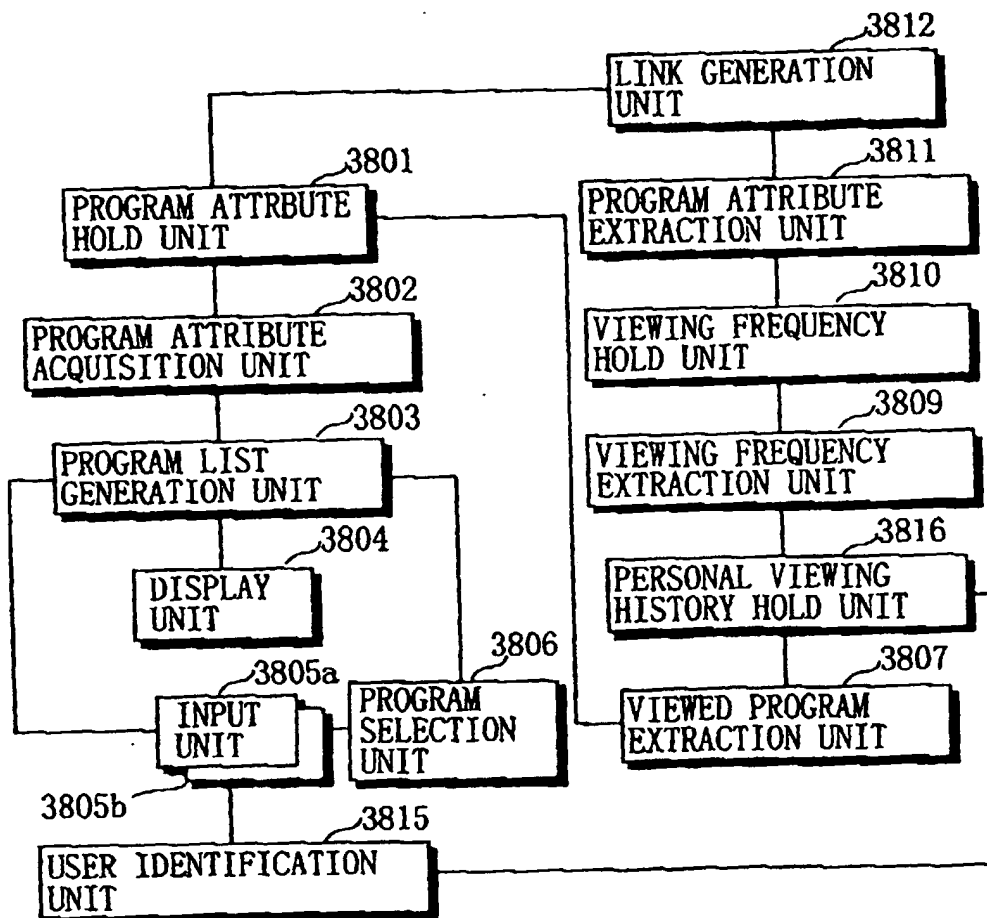 3812
LINK GENERATION
UNIT
3801
PROGRAM ATTRBUTE
HOLD UNIT
3811
PROGRAM ATTRIBUTE
EXTRACTION UNIT
3802
PROGRAM ATTRIBUTE
ACQUISITION UNIT
3810
VIEWING FREQUENCY
HOLD UNIT
3803
PROGRAM LIST
GENERATION UNIT
3809
VIEWING FREQUENCY
EXTRACTION UNIT
3804
DISPLAY
UNIT
3816
PERSONAL VIEWING
HISTORY HOLD UNIT
3805a
INPUT
UNIT
3805b
3806
PROGRAM
SELECTION
UNIT
3807
VIEWED PROGRAM
EXTRACTION UNIT
3815
USER IDENTIFICATION
UNIT